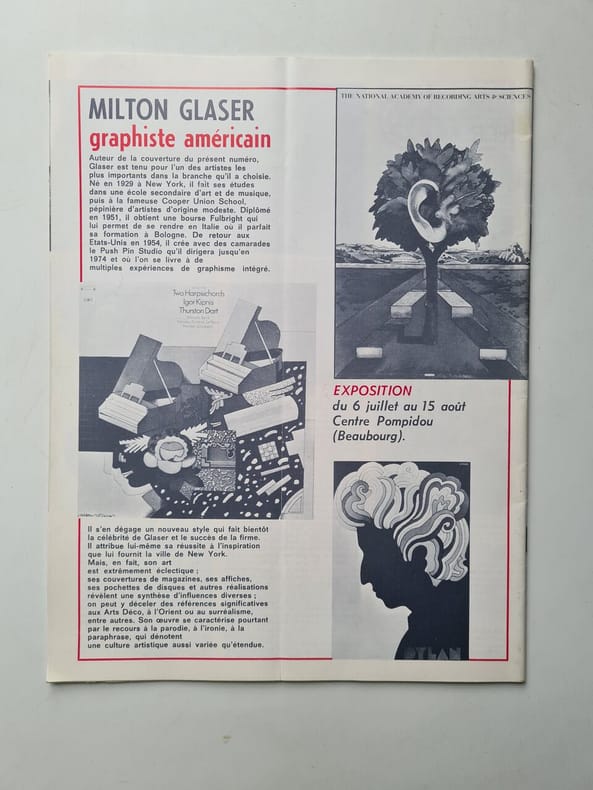 MILTON GLASER
graphiste américain
Auteur de la couverture du présent numéro,
Glaser est tenu pour l'un des artistes les
plus importants dans la branche qu'il a choisie.
Né en 1929 à New York, il fait ses études
dans une école secondaire d'art et de musique,
puis à la fameuse Cooper Union School,
pépinière d'artistes d'origine modeste. Diplômé
en 1951, il obtient une bourse Fulbright qui
lui permet de se rendre en Italie où il parfait
sa formation à Bologne. De retour aux
Etats-Unis en 1954, il crée avec des camarades
le Push Pin Studio qu'il dirigera jusqu'en
1974 et où l'on se livre à de
multiples expériences de graphisme intégré.
Two Harpsichords
Igor Kipnis
Thurston Dart
Il s'en dégage un nouveau style qui fait bientôt
la célébrité de Glaser et le succès de la firme.
Il attribue lui-même sa réussite à l'inspiration
que lui fournit la ville de New York.
Mais, en fait, son art
est extrêmement éclectique ;
ses couvertures de magazines, ses affiches,
ses pochettes de disques et autres réalisations
révèlent une synthèse d'influences diverses ;
on peut y déceler des références significatives
aux Arts Déco, à l'Orient ou au surréalisme,
entre autres. Son œuvre se caractérise pourtant
par le recours à la parodie, à l'ironie, à la
paraphrase, qui dénotent
une culture artistique aussi variée qu'étendue.
THE NATIONAL ACADEMY OF RECORDING ARTS & SCIENCES
EXPOSITION
du 6 juillet au 15 août
Centre Pompidou
(Beaubourg).
DYLAN